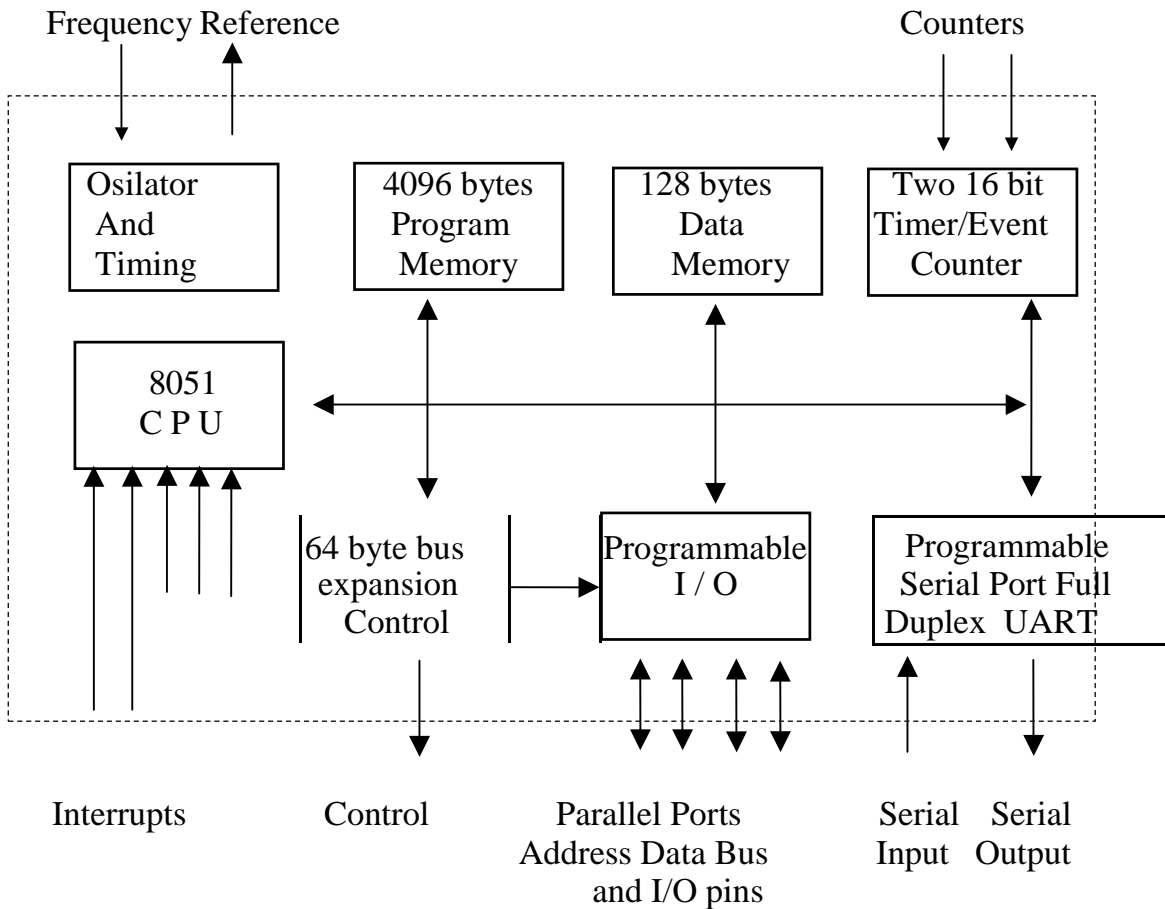 Frequency Reference
Counters
Osilator
And
Timing
4096 bytes
Program
Memory
128 bytes
Data
Memory
Two 16 bit
Timer/Event
Counter
8051
C P U
64 byte bus
expansion
Control
Programmable
I / O
Programmable
Serial Port Full
Duplex UART
Interrupts
Control
Parallel Ports
Address Data Bus
and I/O pins
Serial
Input
Serial
Output